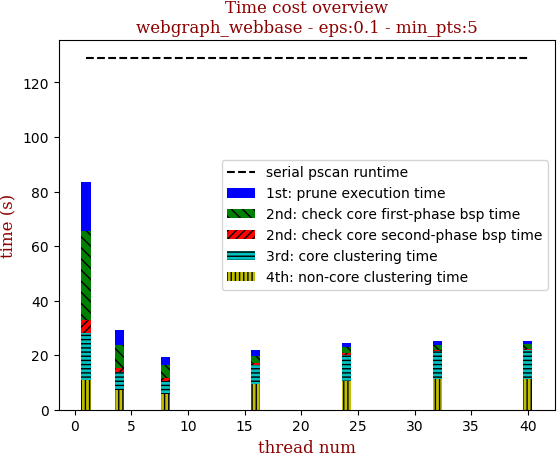 Time cost overview
webgraph_webbase - eps:0.1 - min_pts:5
time (s)
120
100
80
60
40
20
0
serial pscan runtime
1st: prune execution time
2nd: check core first-phase bsp time
2nd: check core second-phase bsp time
3rd: core clustering time
4th: non-core clustering time
0 5 10 15 20 25 30 35 40
thread num